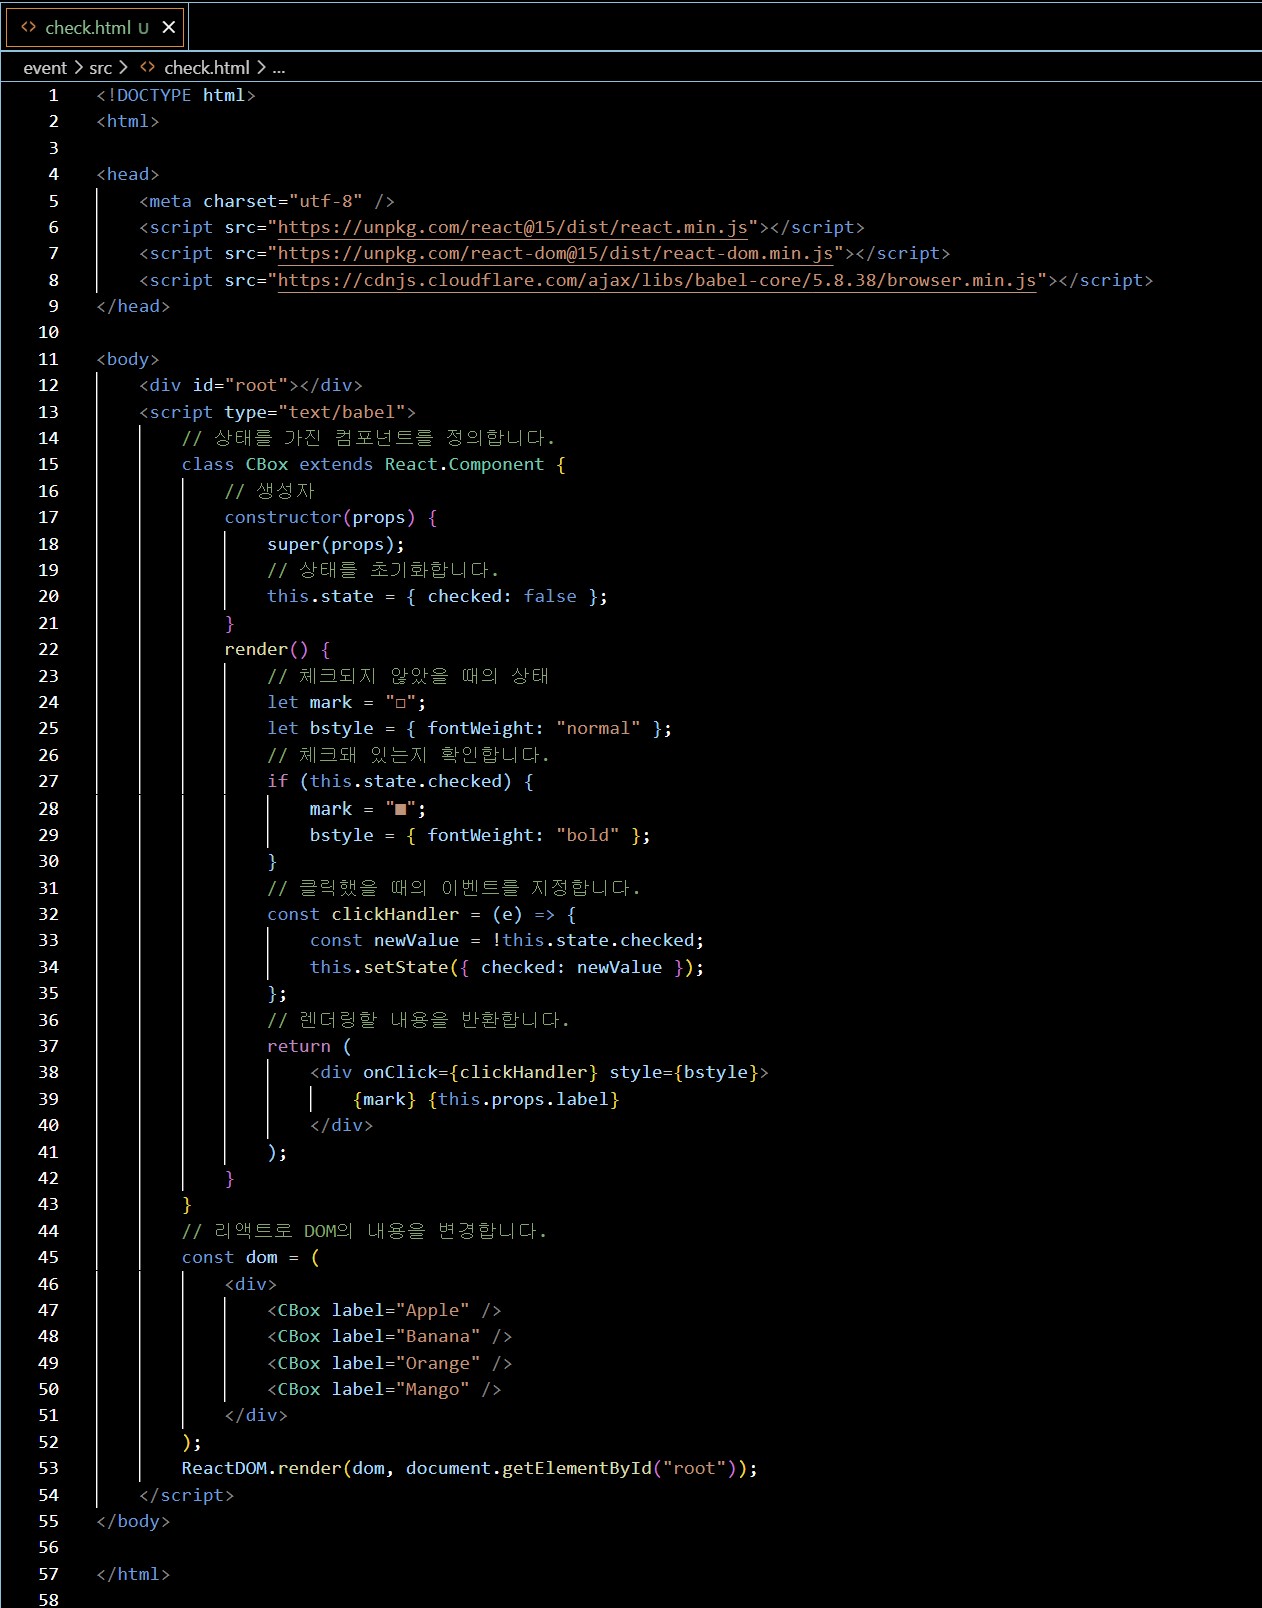 check.html U ×
event > src > <> check.html > ...
1 <!DOCTYPE html>
2 <html>
3
4 <head>
5     <meta charset="utf-8" />
6     <script src="https://unpkg.com/react@15/dist/react.min.js"></script>
7     <script src="https://unpkg.com/react-dom@15/dist/react-dom.min.js"></script>
8     <script src="https://cdnjs.cloudflare.com/ajax/libs/babel-core/5.8.38/browser.min.js"></script>
9 </head>
10
11 <body>
12     <div id="root"></div>
13     <script type="text/babel">
14         // 상태를 가진 컴포넌트를 정의합니다.
15         class CBox extends React.Component {
16             // 생성자
17             constructor(props) {
18                 super(props);
19                 // 상태를 초기화합니다.
20                 this.state = { checked: false };
21             }
22             render() {
23                 // 체크되지 않았을 때의 상태
24                 let mark = "□";
25                 let bstyle = { fontWeight: "normal" };
26                 // 체크돼 있는지 확인합니다.
27                 if (this.state.checked) {
28                     mark = "■";
29                     bstyle = { fontWeight: "bold" };
30                 }
31                 // 클릭했을 때의 이벤트를 지정합니다.
32                 const clickHandler = (e) => {
33                     const newValue = !this.state.checked;
34                     this.setState({ checked: newValue });
35                 };
36                 // 렌더링할 내용을 반환합니다.
37                 return (
38                     <div onClick={clickHandler} style={bstyle}>
39                         {mark} {this.props.label}
40                     </div>
41                 );
42             }
43         }
44         // 리액트로 DOM의 내용을 변경합니다.
45         const dom = (
46             <div>
47                 <CBox label="Apple" />
48                 <CBox label="Banana" />
49                 <CBox label="Orange" />
50                 <CBox label="Mango" />
51             </div>
52         );
53         ReactDOM.render(dom, document.getElementById("root"));
54     </script>
55 </body>
56
57 </html>
58